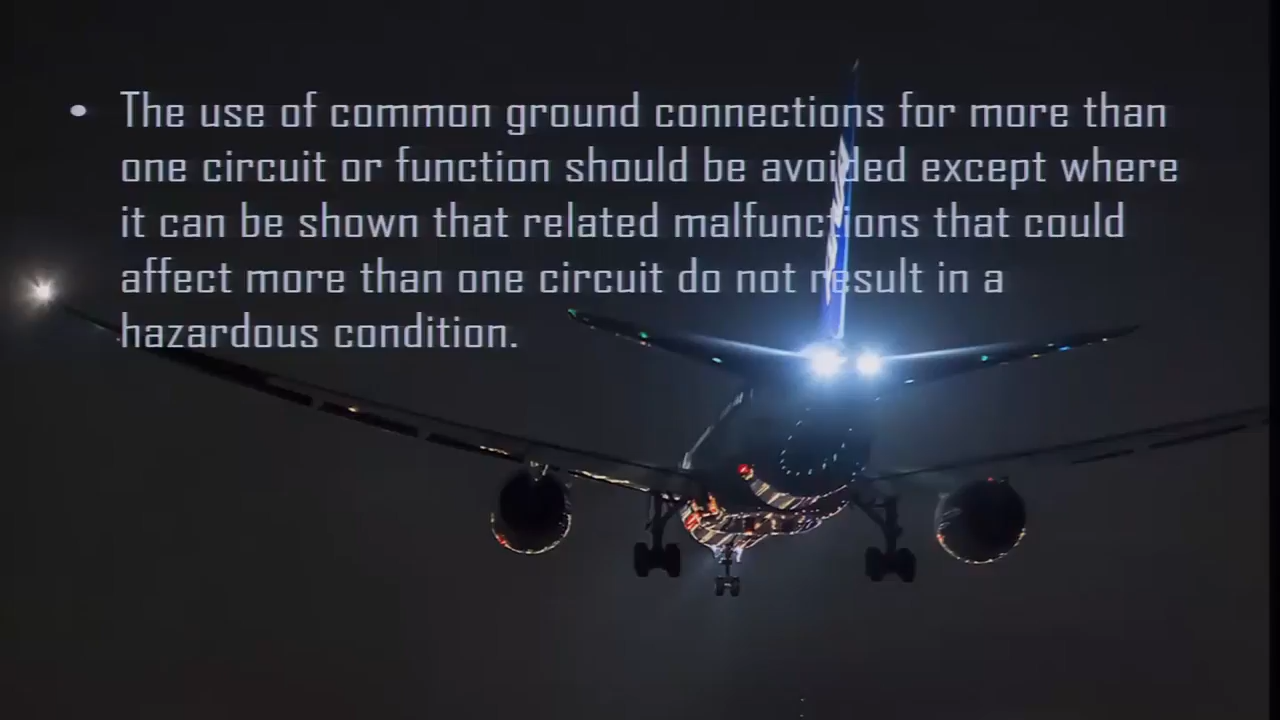 • The use of common ground connections for more than
one circuit or function should be avoided except where
it can be shown that related malfunctions that could
affect more than one circuit do not result in a
hazardous condition.